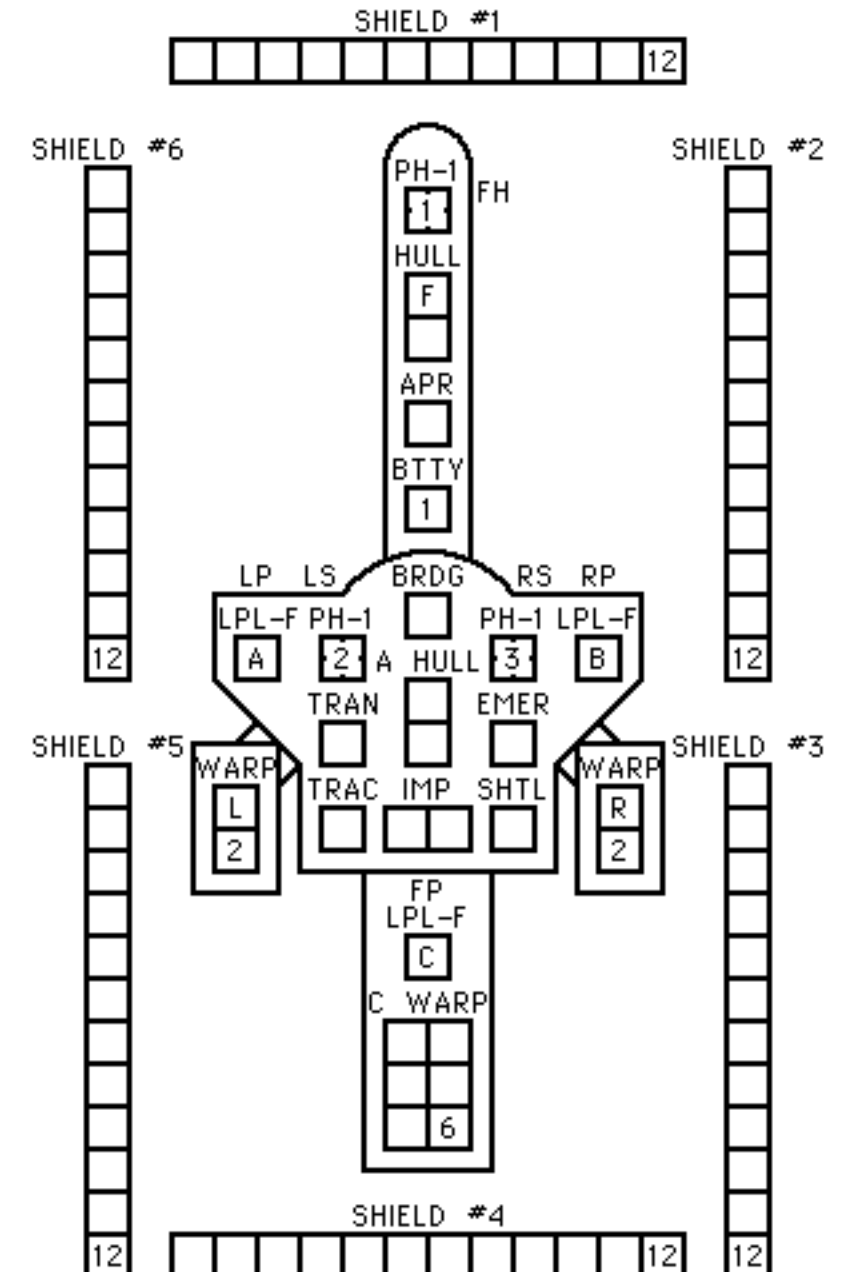 SHIELD #1
12
SHIELD #6
SHIELD #2
PH-1
FH
1
HULL
F
APR
BTTY
1
LP LS BRDG RS RP
LPL-F PH-1 PH-1 LPL-F
12 A 2 A HULL 3 B 12
TRAN EMER
SHIELD #5 SHIELD #3
WARP WARP
TRAC IMP SHTL
L R
2 2
FP
LPL-F
C
C WARP
6
SHIELD #4
12 12 12